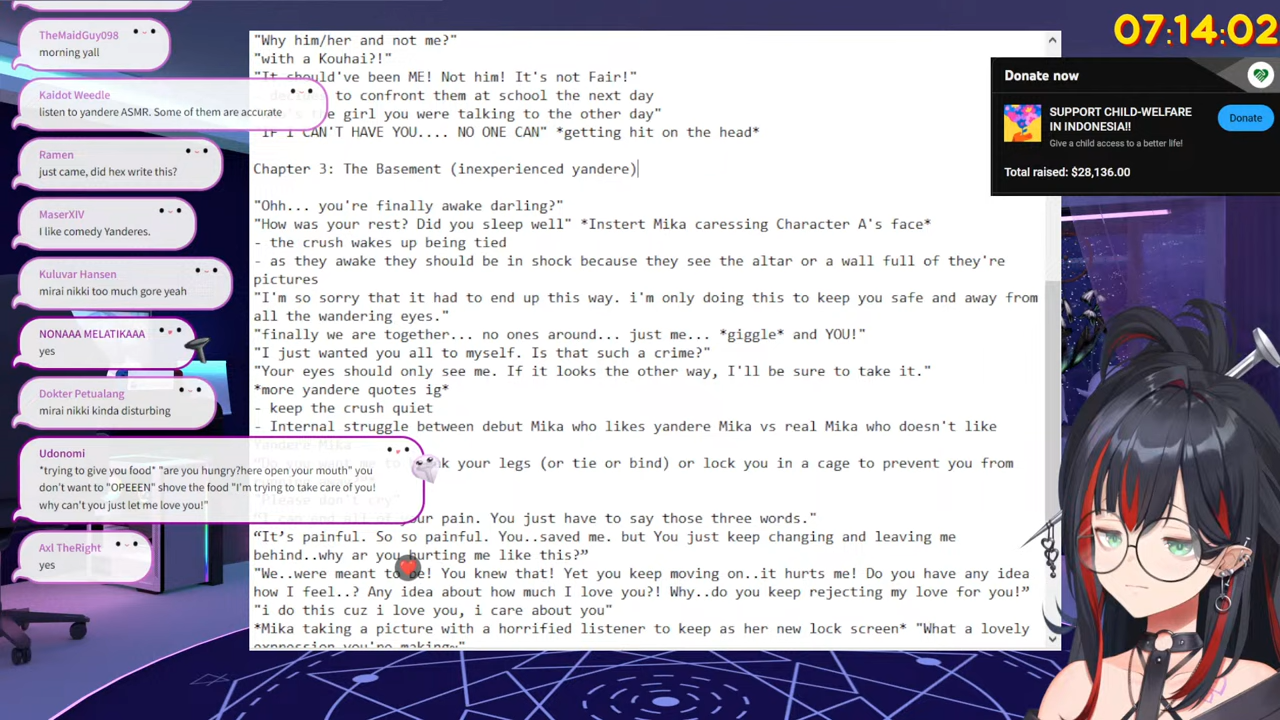 TheMaidGuy098
morning yall
Kaidot Weedle
listen to yandere ASMR. Some of them are accurate
Ramen
just came, did hex write this?
MaserXIV
I like comedy Yanderes.
Kuluvar Hansen
mirai nikki too much gore yeah
NONAAA MELATIKAAA
yes
Dokter Petualang
mirai nikki kinda disturbing
Udonomi
*trying to give you food* "are you hungry?here open your mouth" you
don't want to "OPEEEN" shove the food "I'm trying to take care of you!
why can't you just let me love you!"
Axl TheRight
yes
"Why him/her and not me?"
"with a Kouhai?!"
"It should've been ME! Not him! It's not Fair!"
to confront them at school the next day
the girl you were talking to the other day"
IF I CAN'T HAVE YOU.... NO ONE CAN" *getting hit on the head*
Chapter 3: The Basement (inexperienced yandere)
"Ohh... you're finally awake darling?"
"How was your rest? Did you sleep well" *Instert Mika caressing Character A's face*
- the crush wakes up being tied
- as they awake they should be in shock because they see the altar or a wall full of they're
pictures
"I'm so sorry that it had to end up this way. i'm only doing this to keep you safe and away from
all the wandering eyes."
"finally we are together... no ones around... just me... *giggle* and YOU!"
"I just wanted you all to myself. Is that such a crime?"
"Your eyes should only see me. If it looks the other way, I'll be sure to take it."
*more yandere quotes ig*
- keep the crush quiet
- Internal struggle between debut Mika who likes yandere Mika vs real Mika who doesn't like
Yandere Mika
your legs (or tie or bind) or lock you in a cage to prevent you from
"Please don't cry"
your pain. You just have to say those three words."
“It’s painful. So so painful. You..saved me. but You just keep changing and leaving me
behind..why ar you hurting me like this?”
"We..were meant to be! You knew that! Yet you keep moving on..it hurts me! Do you have any idea
how I feel..? Any idea about how much I love you?! Why..do you keep rejecting my love for you!”
"i do this cuz i love you, i care about you"
*Mika taking a picture with a horrified listener to keep as her new lock screen* "What a lovely
expression you're making~"
07:14:02
Donate now
SUPPORT CHILD-WELFARE
IN INDONESIA!!
Give a child access to a better life!
Donate
Total raised: $28,136.00